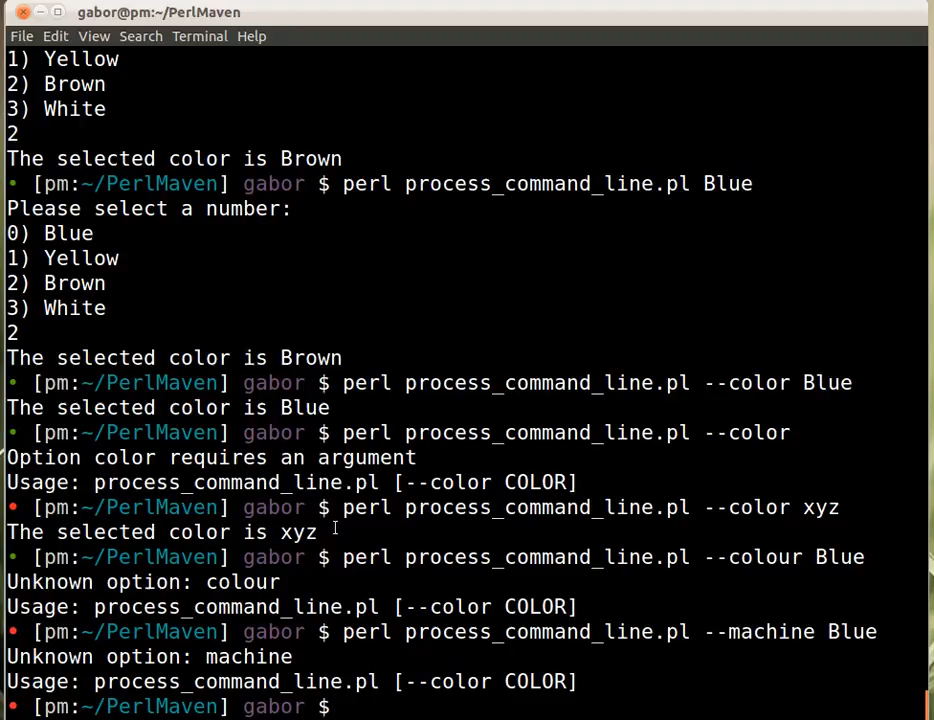 gabor@pm:~/PerlMaven
File Edit View Search Terminal Help
1) Yellow
2) Brown
3) White
2
The selected color is Brown
• [pm:~/PerlMaven] gabor $ perl process_command_line.pl Blue
Please select a number:
0) Blue
1) Yellow
2) Brown
3) White
2
The selected color is Brown
• [pm:~/PerlMaven] gabor $ perl process_command_line.pl --color Blue
The selected color is Blue
• [pm:~/PerlMaven] gabor $ perl process_command_line.pl --color
Option color requires an argument
Usage: process_command_line.pl [--color COLOR]
• [pm:~/PerlMaven] gabor $ perl process_command_line.pl --color xyz
The selected color is xyz
• [pm:~/PerlMaven] gabor $ perl process_command_line.pl --colour Blue
Unknown option: colour
Usage: process_command_line.pl [--color COLOR]
• [pm:~/PerlMaven] gabor $ perl process_command_line.pl --machine Blue
Unknown option: machine
Usage: process_command_line.pl [--color COLOR]
• [pm:~/PerlMaven] gabor $